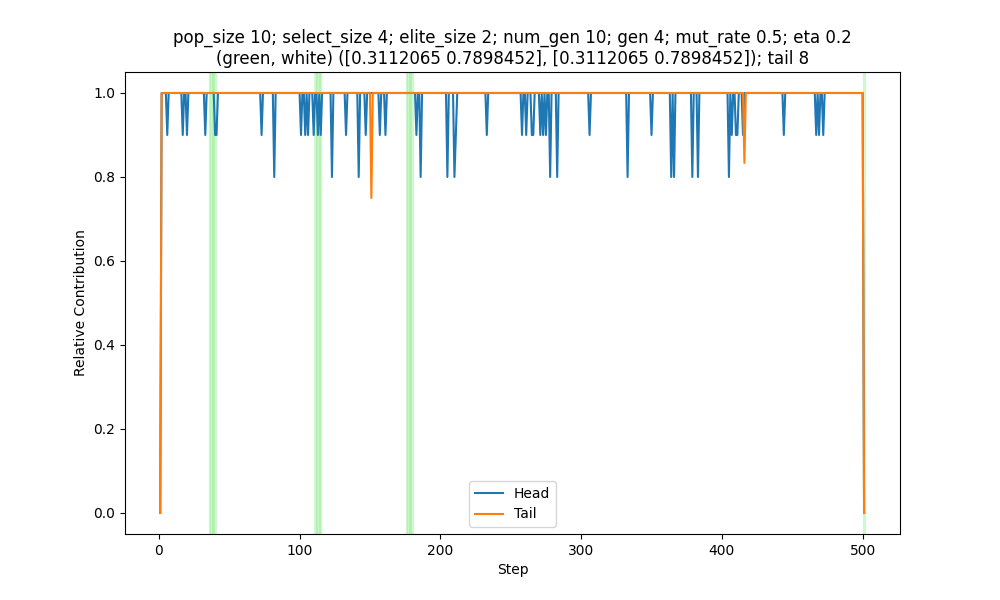 pop_size 10; select_size 4; elite_size 2; num_gen 10; gen 4; mut_rate 0.5; eta 0.2
(green, white) ([0.3112065 0.7898452], [0.3112065 0.7898452]); tail 8
1.0
0.8
0.6
0.4
0.2
0.0
Relative Contribution
Head
Tail
0
100
200
300
400
500
Step